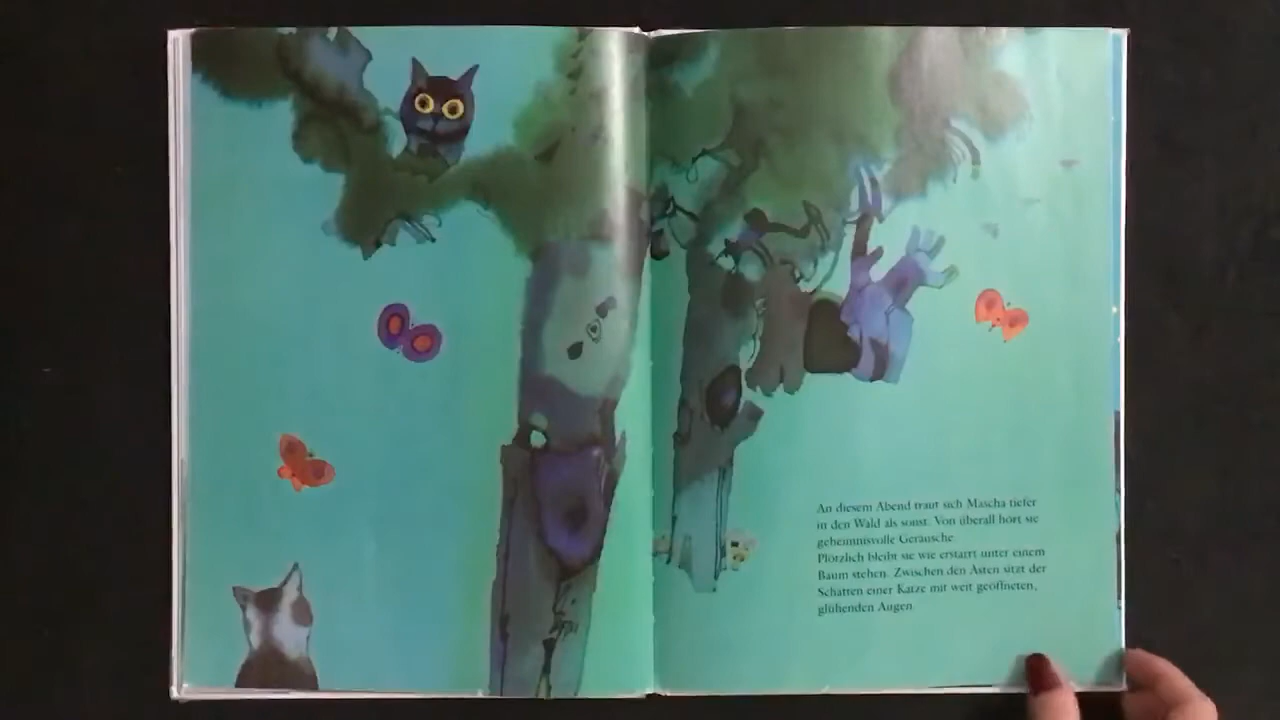 An diesem Abend traut sich Mascha tiefer
in den Wald als sonst. Von überall hört sie
geheimnisvolle Geräusche.
Plötzlich bleibt sie wie erstarrt unter einem
Baum stehen. Zwischen den Ästen sitzt der
Schatten einer Katze mit weit geöffneten,
glühenden Augen.